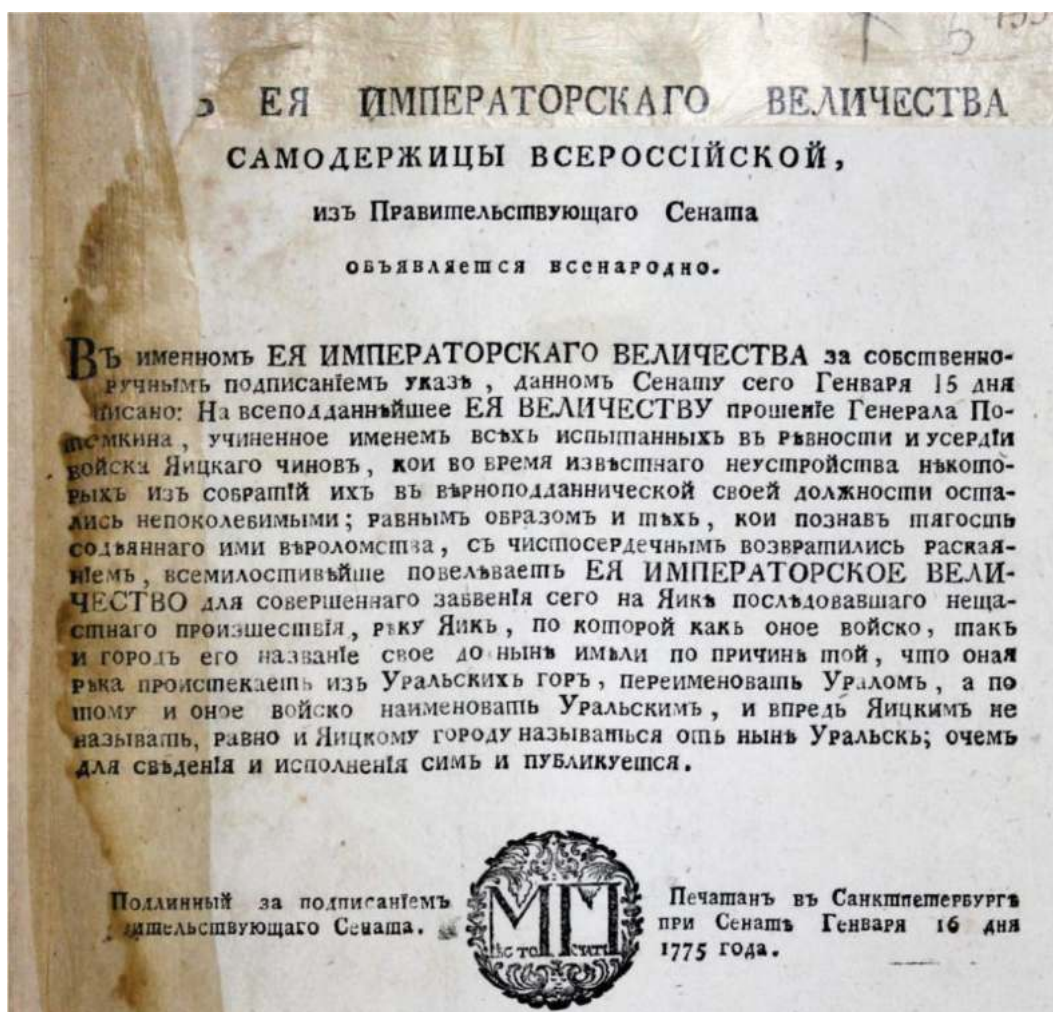 ЕЯ ИМПЕРАТОРСКАГО ВЕЛИЧЕСТВА
САМОДЕРЖИЦЫ ВСЕРОССІЙСКОЙ,
изъ Правительствующаго Сената
объявляется всенародно.
Въ именномъ ЕЯ ИМПЕРАТОРСКАГО ВЕЛИЧЕСТВА за собственно-
ручнымъ подписаніемъ указѣ, данномъ Сенату сего Генваря 15 дня
писано: На всеподданнѣйшее ЕЯ ВЕЛИЧЕСТВУ прошеніе Генерала По-
темкина, учиненное именемъ всѣхъ испытанныхъ въ рѣвности и усердіи
войска Яицкаго чиновъ, кои во время извѣстнаго неустройства нѣкото-
рыхъ изъ собратій ихъ въ вѣрноподданнической своей должности оста-
лись непоколебимыми; равнымъ образомъ и тѣхъ, кои познавъ тягость
содѣяннаго ими вѣроломства, съ чистосердечнымъ возвратились раская-
ніемъ, всемилостивѣйше повелѣваетъ ЕЯ ИМПЕРАТОРСКОЕ ВЕЛИ-
ЧЕСТВО для совершеннаго забвенія сего на Яикѣ послѣдовавшаго неща-
стнаго произшествія, рѣку Яикъ, по которой какъ оное войско, такъ
и городъ его названіе свое до нынѣ имѣли по причинѣ той, что оная
рѣка проистекаетъ изъ Уральскихъ горъ, переименовать Ураломъ, а по
тому и оное войско наименовать Уральскимъ, и впредь Яицкимъ не
называть, равно и Яицкому городу называться отъ нынѣ Уральскъ; о чемъ
для свѣденія и исполненія симъ и публикуется.
Подлинный за подписаніемъ
ительствующаго Сената.
МП
Печатанъ въ Санктпетербургѣ
при Сенатѣ Генваря 16 дня
1775 года.